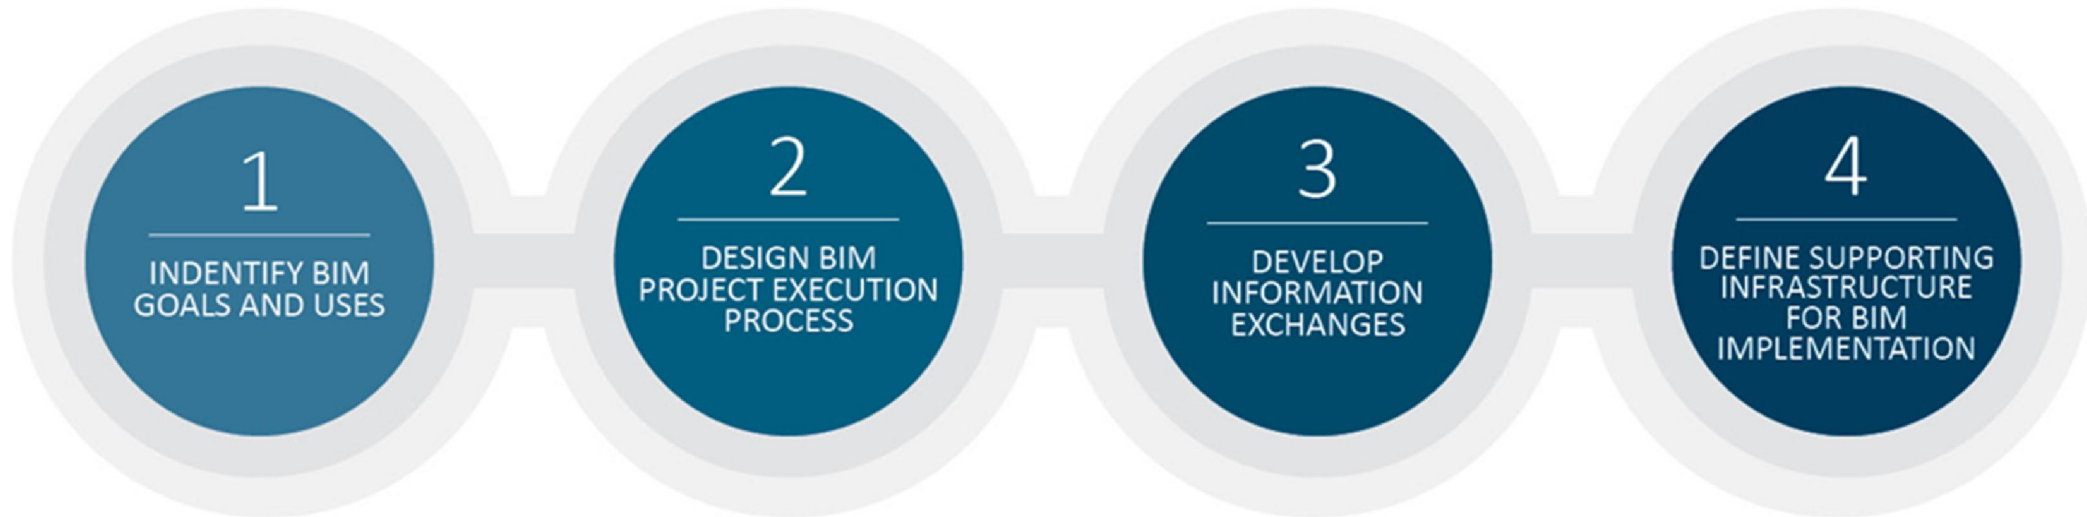 1
INDENTIFY BIM
GOALS AND USES
2
DESIGN BIM
PROJECT EXECUTION
PROCESS
3
DEVELOP
INFORMATION
EXCHANGES
4
DEFINE SUPPORTING
INFRASTRUCTURE
FOR BIM
IMPLEMENTATION